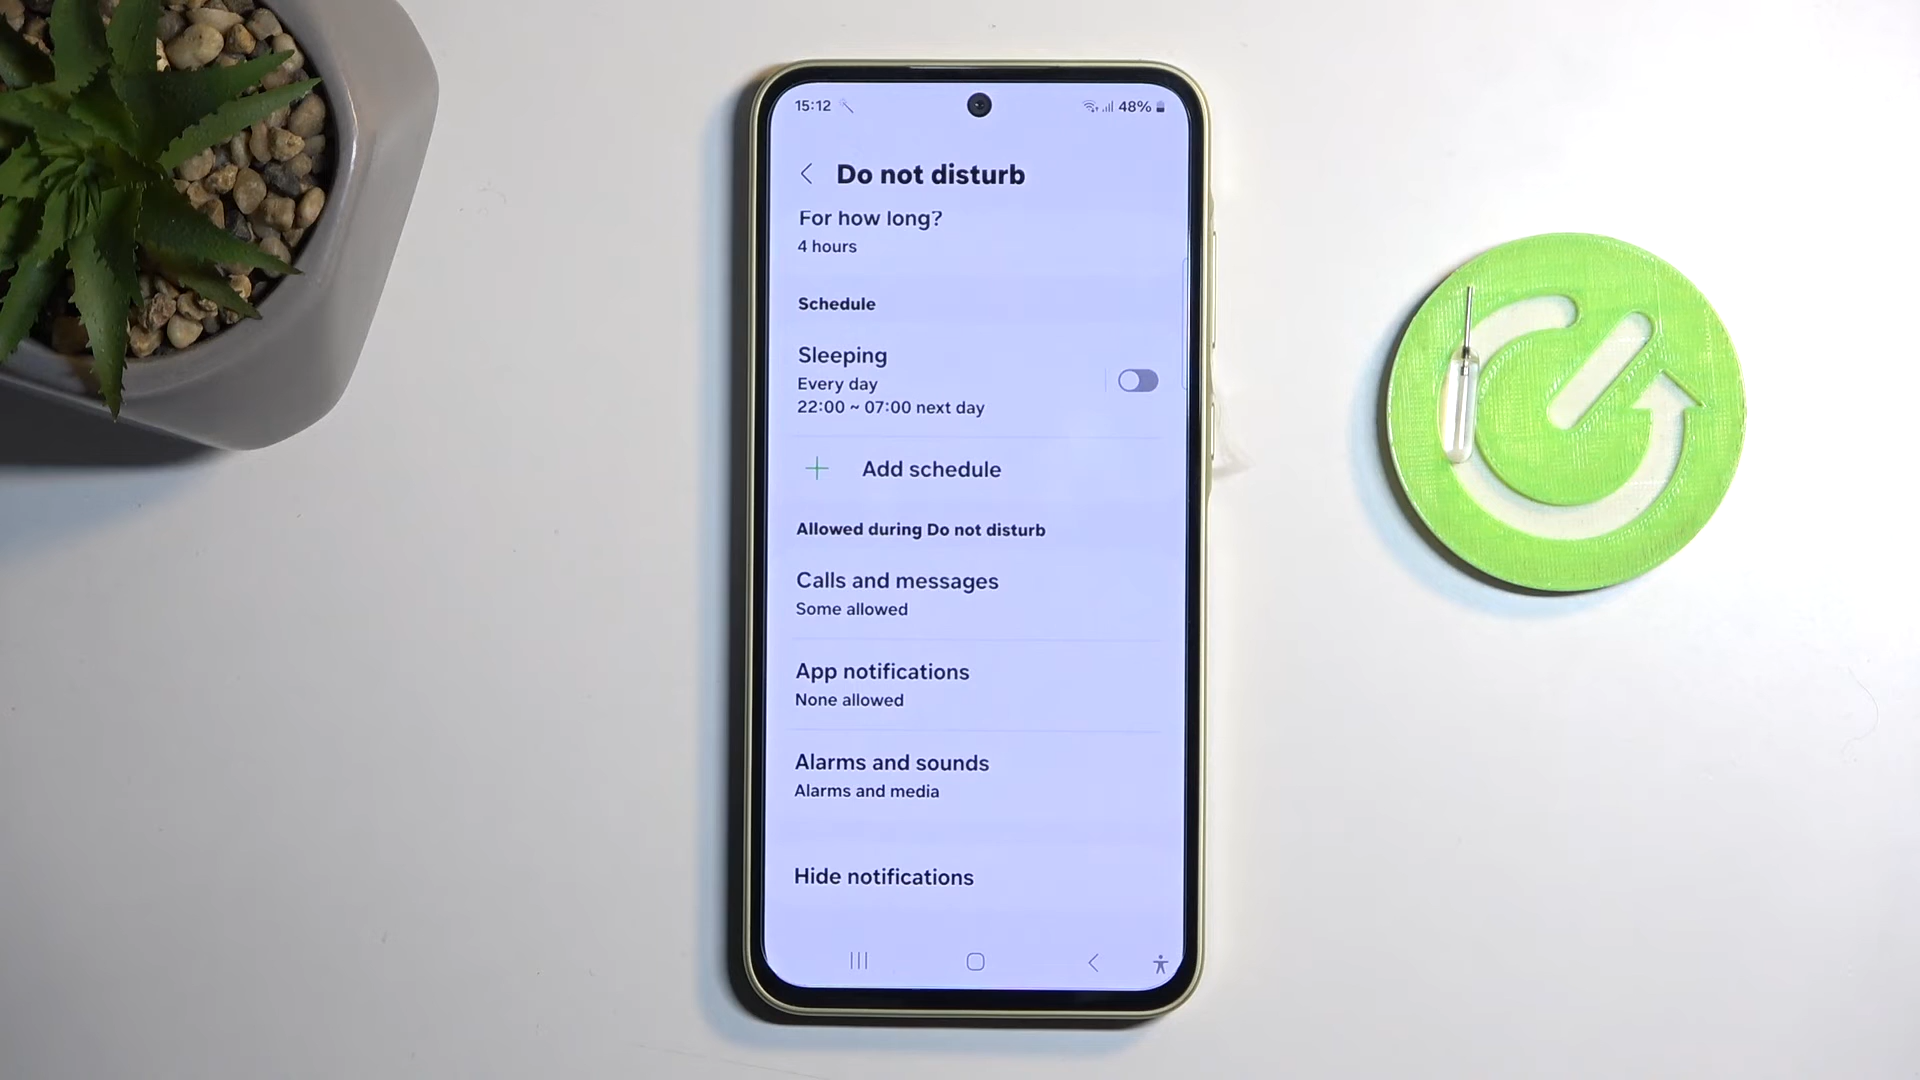 15:12
48%
Do not disturb
For how long?
4 hours
Schedule
Sleeping
Every day
22:00 ~ 07:00 next day
Add schedule
Allowed during Do not disturb
Calls and messages
Some allowed
App notifications
None allowed
Alarms and sounds
Alarms and media
Hide notifications